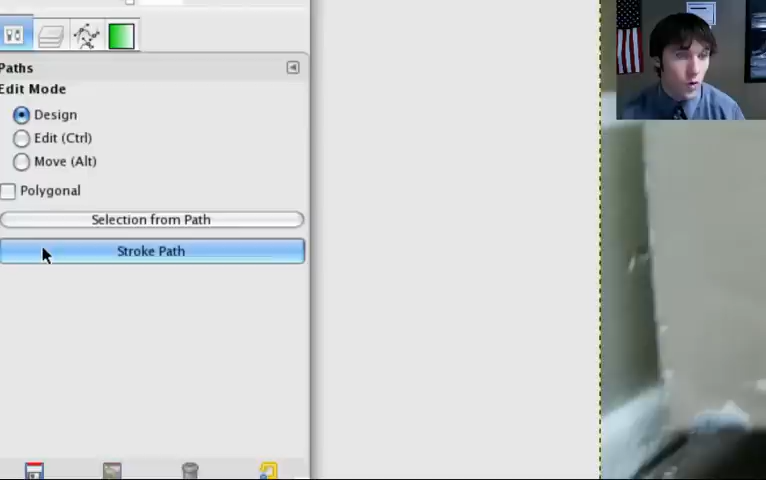 Paths
Edit Mode
Design
Edit (Ctrl)
Move (Alt)
Polygonal
Selection from Path
Stroke Path